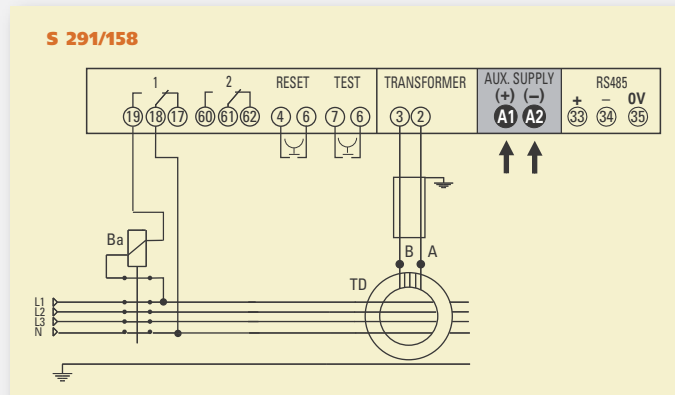 S 291/158
1 2 RESET TEST TRANSFORMER AUX. SUPPLY RS485
(+) (–) + – 0V
19 18 17 60 61 62 4 6 7 6 3 2 A1 A2 33 34 35
Ba
B A
TD
L1
L2
L3
N